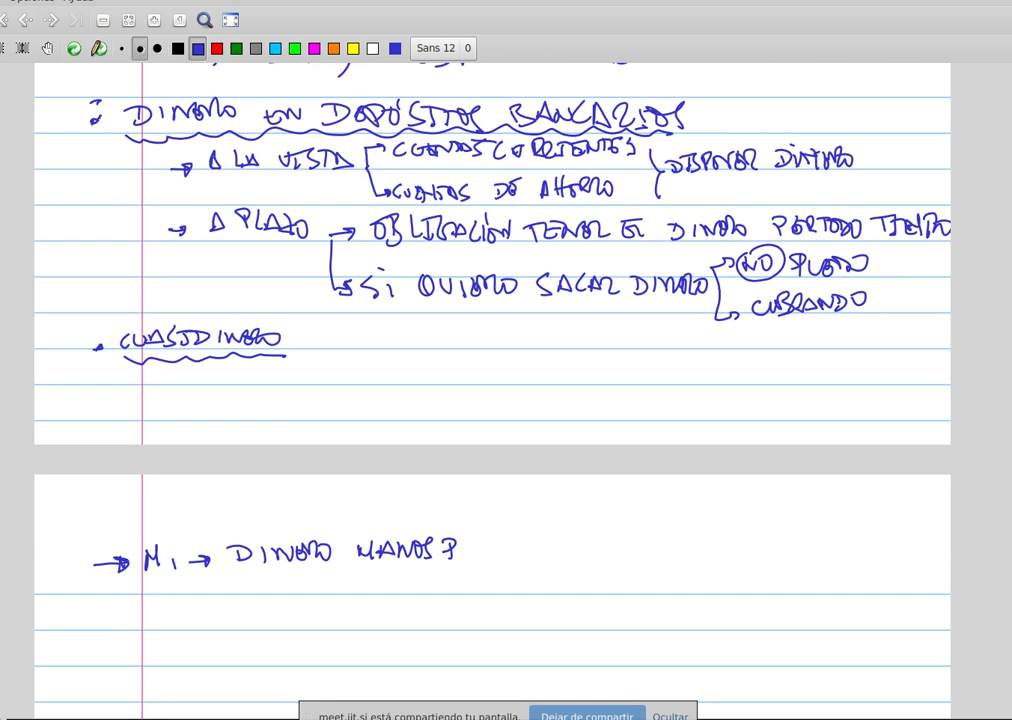 Sans 12 0
: DINERO EN DEPÓSITOS BANCARIOS
→ A LA VISTA CUENTAS CORRIENTES DISPONER DINERO
CUENTAS DE AHORRO
→ A PLAZO → OBLIGACIÓN TENER EL DINERO PERIODO TIEMPO
→ Si QUIERO SACAR DINERO NO PUEDO
COBRANDO
. CUASIDINERO
→ M1 → DINERO MANOS P
meet.jit.si está compartiendo tu pantalla. Dejar de compartir Ocultar